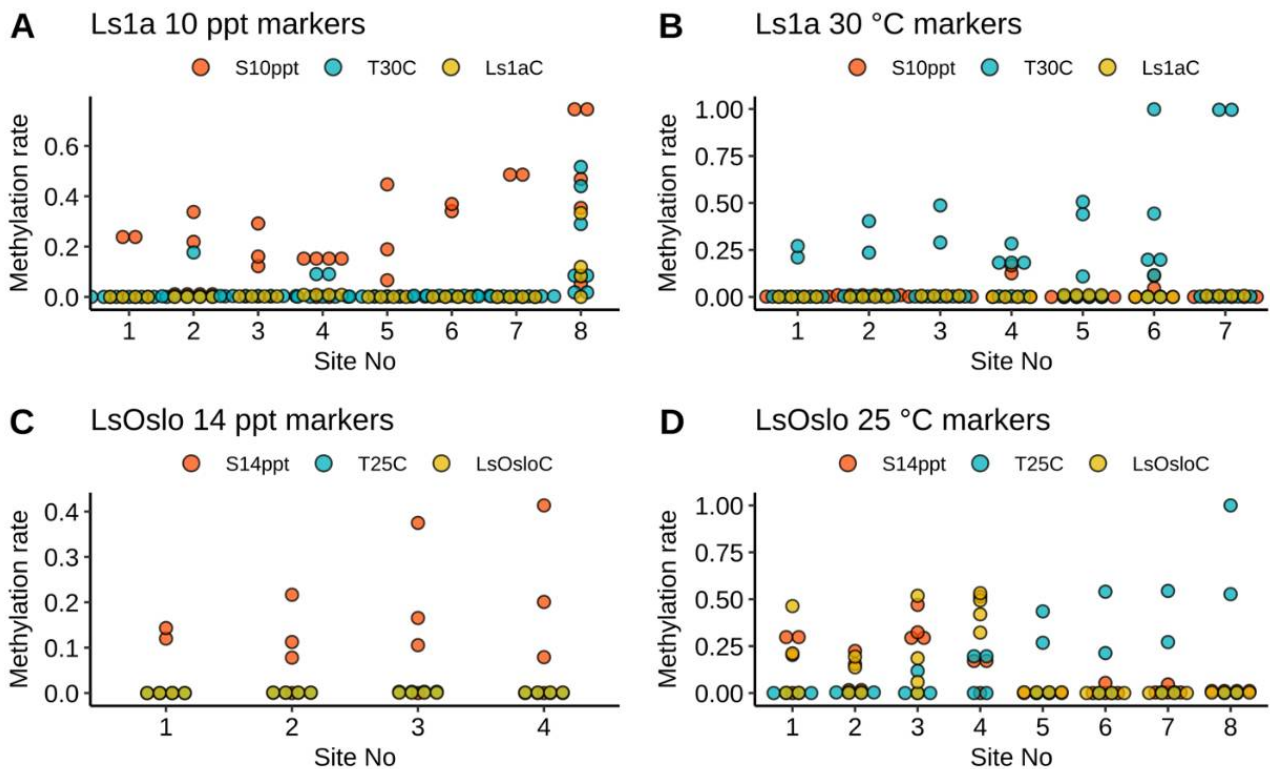 A Ls1a 10 ppt markers
S10ppt T30C Ls1aC
Methylation rate
0.6
0.4
0.2
0.0
1 2 3 4 5 6 7 8
Site No
B Ls1a 30 °C markers
S10ppt T30C Ls1aC
Methylation rate
1.00
0.75
0.50
0.25
0.00
1 2 3 4 5 6 7
Site No
C LsOslo 14 ppt markers
S14ppt T25C LsOsloC
Methylation rate
0.4
0.3
0.2
0.1
0.0
1 2 3 4
Site No
D LsOslo 25 °C markers
S14ppt T25C LsOsloC
Methylation rate
1.00
0.75
0.50
0.25
0.00
1 2 3 4 5 6 7 8
Site No